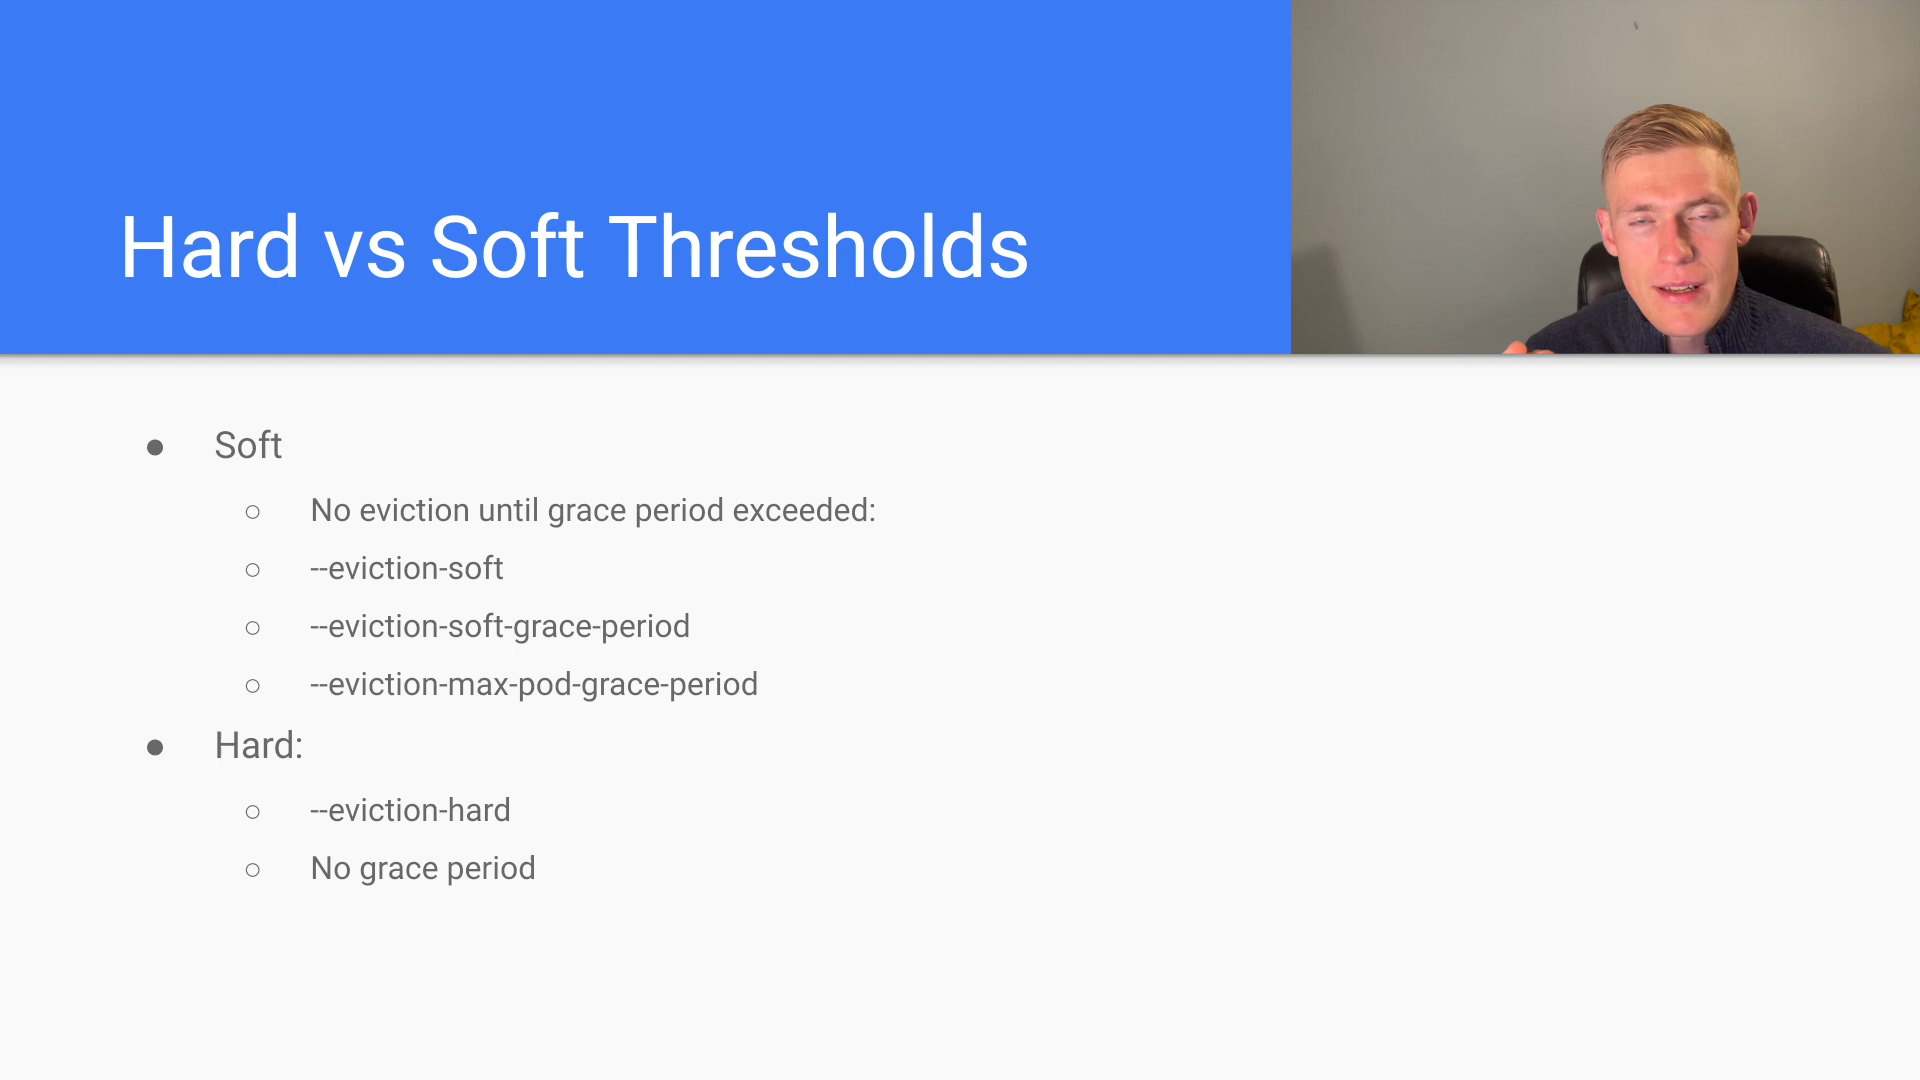 Hard vs Soft Thresholds
● Soft
○ No eviction until grace period exceeded:
○ --eviction-soft
○ --eviction-soft-grace-period
○ --eviction-max-pod-grace-period
● Hard:
○ --eviction-hard
○ No grace period